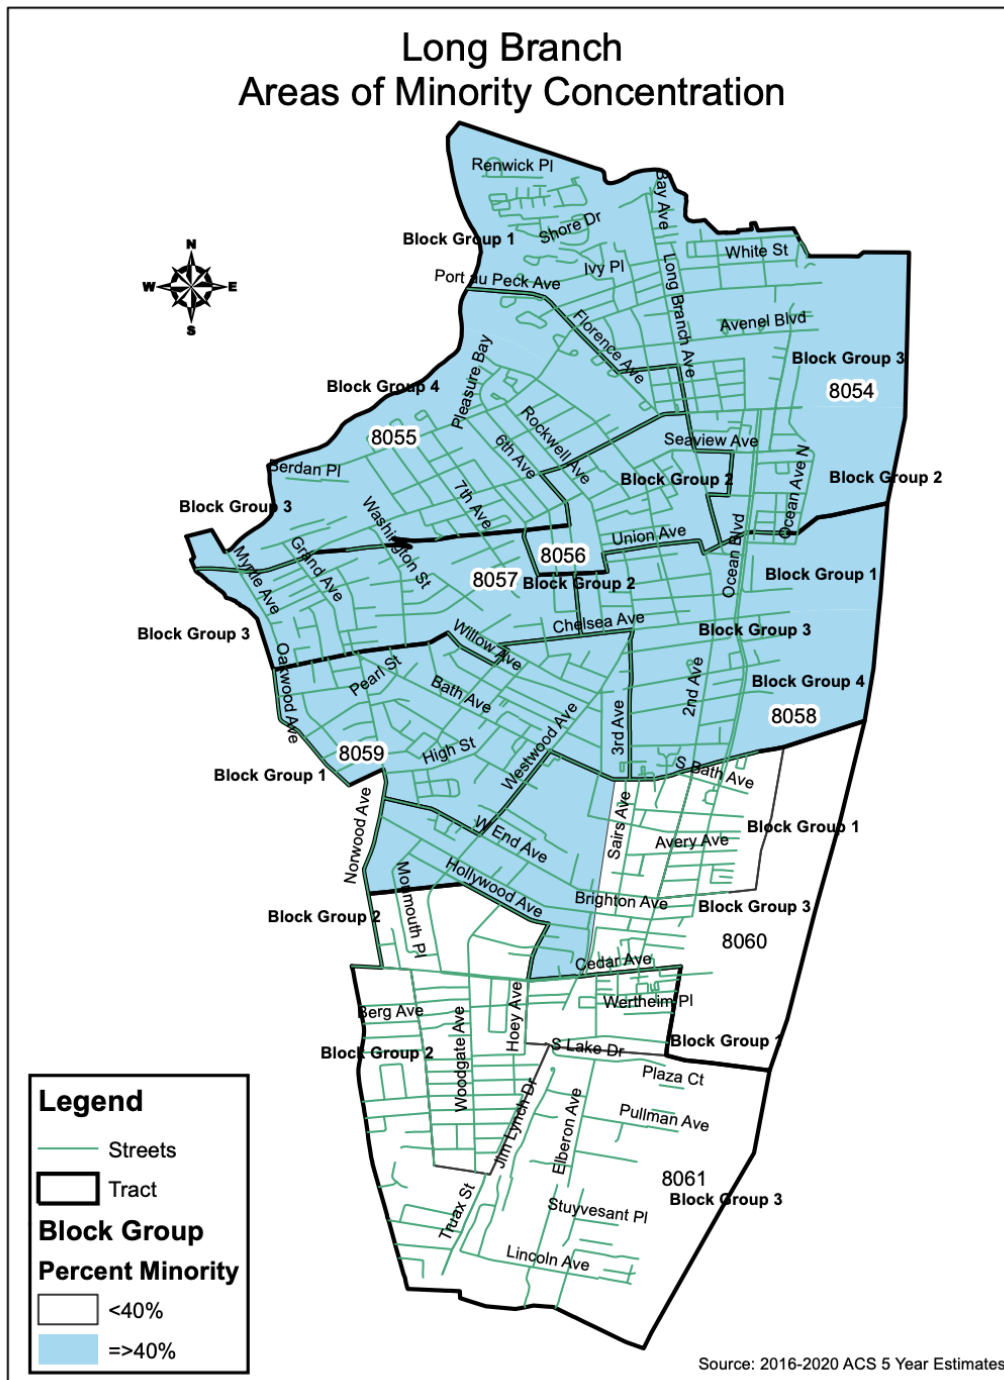 Long Branch
Areas of Minority Concentration
Renwick Pl
Bay Ave
Shore Dr
Block Group 1
White St
N
W
E
S
Ivy Pl
Port au Peck Ave
Long Branch Ave
Florence Ave
Avenel Blvd
Block Group 3
8054
Pleasure Bay
Block Group 4
8055
Rockwell Ave
6th Ave
Seaview Ave
Berdan Pl
Block Group 2
Block Group 2
Ocean Ave N
7th Ave
Block Group 3
Washington St
Union Ave
Ocean Blvd
8056
Grand Ave
Myrtle Ave
8057
Block Group 2
Block Group 1
Chelsea Ave
Block Group 3
Block Group 3
Willow Ave
Oakwood Ave
Pearl St
Bath Ave
2nd Ave
Block Group 4
3rd Ave
8058
Westwood Ave
High St
8059
Block Group 1
S Bath Ave
Norwood Ave
Sairs Ave
Block Group 1
W End Ave
Avery Ave
Hollywood Ave
Monmouth Pl
Brighton Ave
Block Group 3
Block Group 2
8060
Cedar Ave
Wertheim Pl
Berg Ave
Hoey Ave
Woodgate Ave
Block Group 1
S Lake Dr
Block Group 2
Plaza Ct
Jim Lynch Dr
Elberon Ave
Pullman Ave
8061
Block Group 3
Truax St
Stuyvesant Pl
Lincoln Ave
Legend
Streets
Tract
Block Group
Percent Minority
<40%
=>40%
Source: 2016-2020 ACS 5 Year Estimates